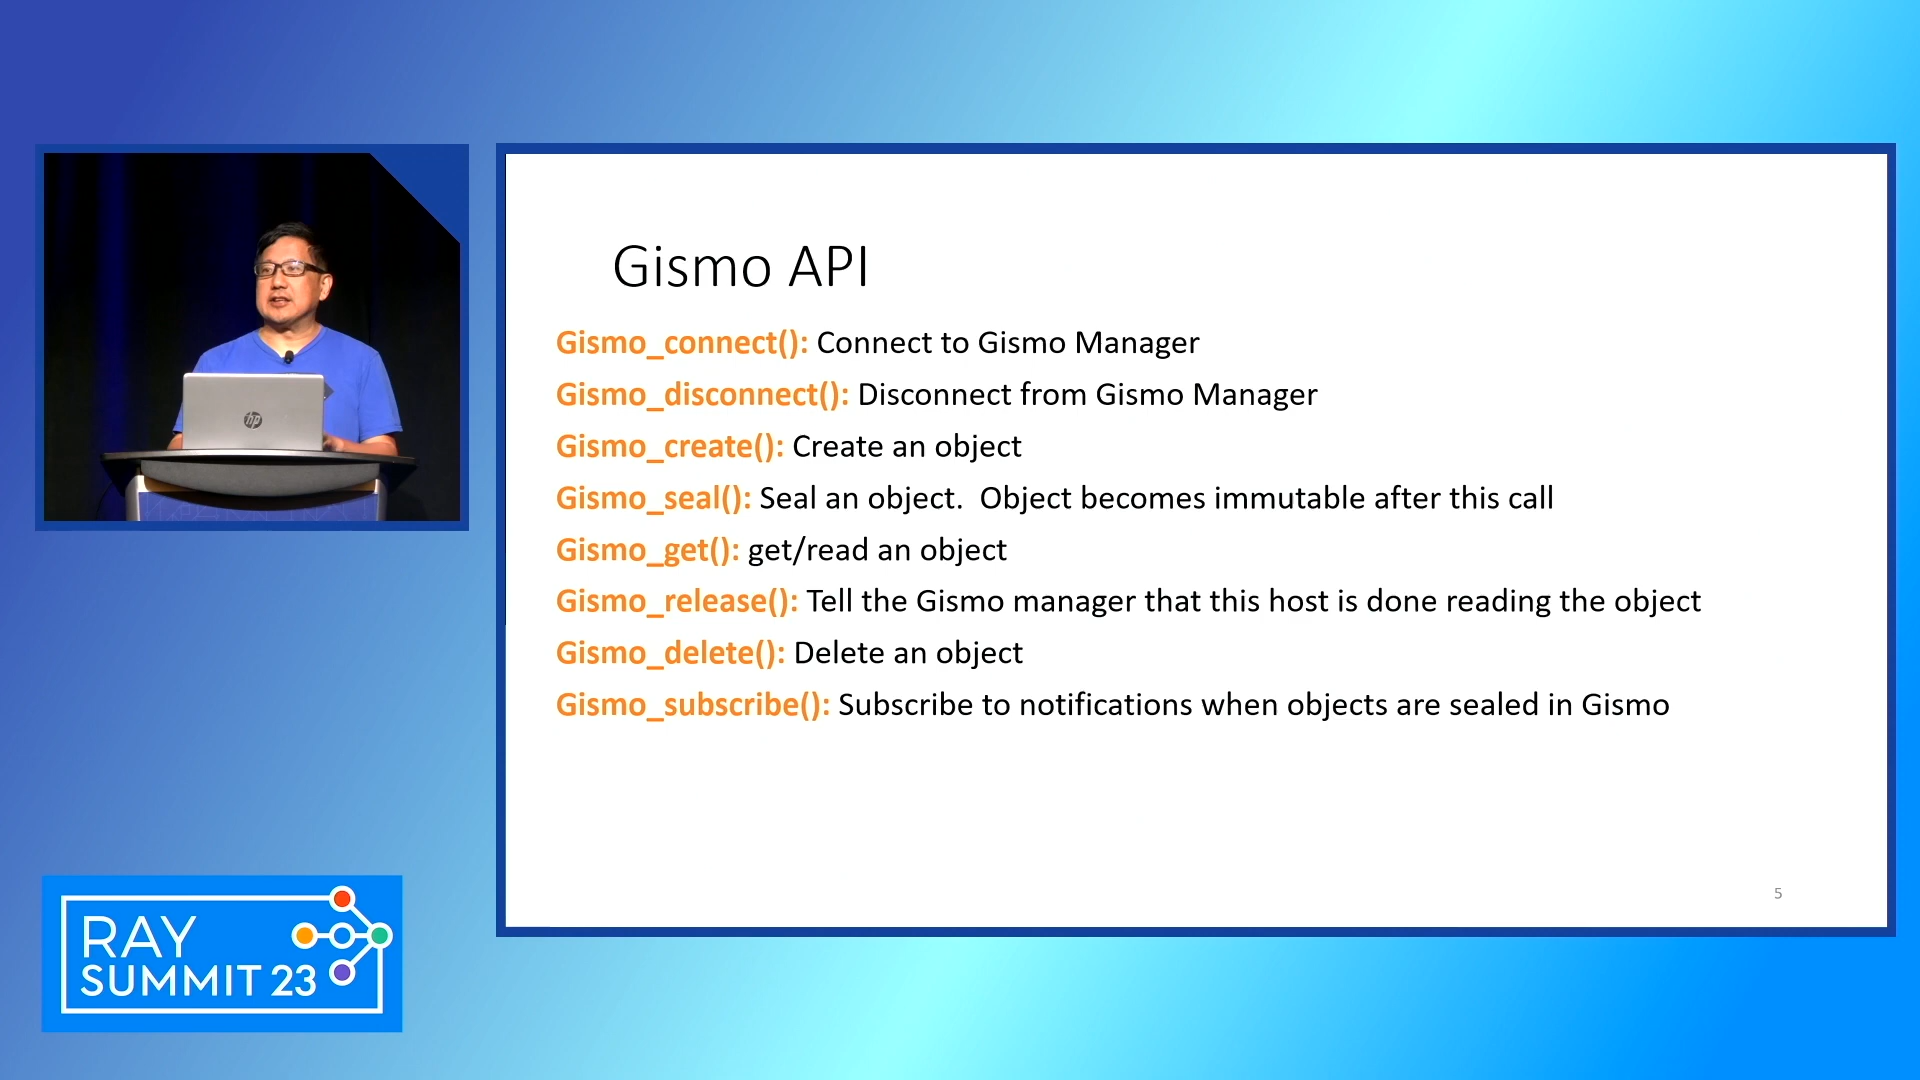 Gismo API
Gismo_connect(): Connect to Gismo Manager
Gismo_disconnect(): Disconnect from Gismo Manager
Gismo_create(): Create an object
Gismo_seal(): Seal an object.  Object becomes immutable after this call
Gismo_get(): get/read an object
Gismo_release(): Tell the Gismo manager that this host is done reading the object
Gismo_delete(): Delete an object
Gismo_subscribe(): Subscribe to notifications when objects are sealed in Gismo
5
hp
RAY
SUMMIT 23